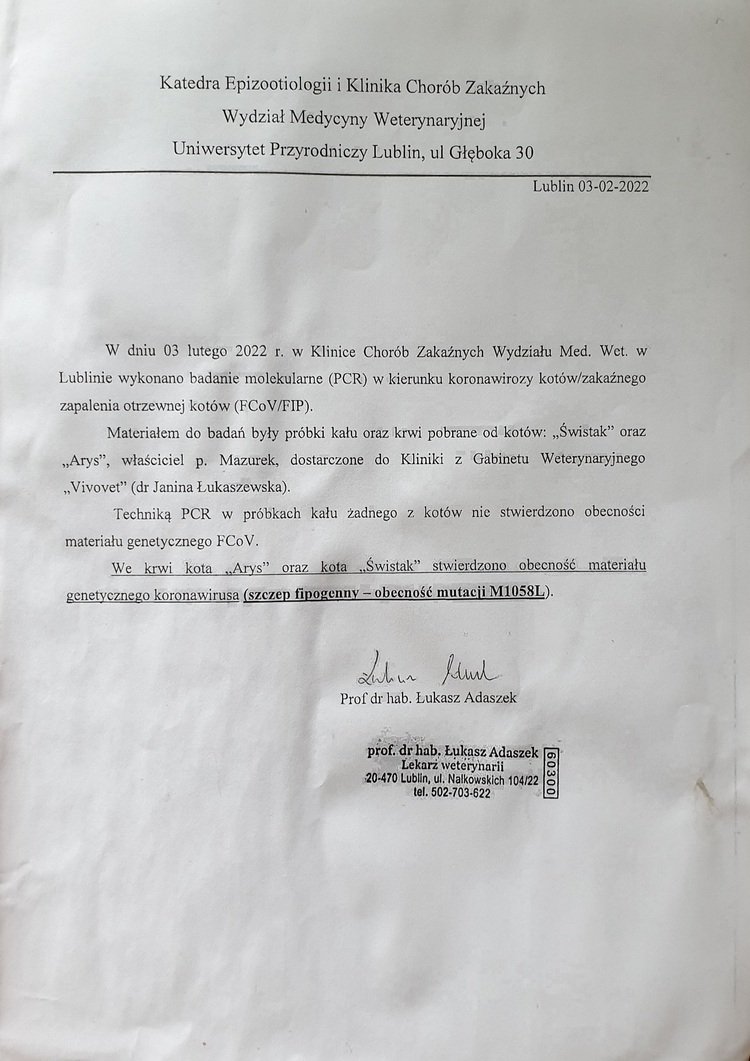 Katedra Epizootiologii i Klinika Chorób Zakaźnych
Wydział Medycyny Weterynaryjnej
Uniwersytet Przyrodniczy Lublin, ul Głęboka 30
Lublin 03-02-2022
W dniu 03 lutego 2022 r. w Klinice Chorób Zakaźnych Wydziału Med. Wet. w
Lublinie wykonano badanie molekularne (PCR) w kierunku koronawirozy kotów/zakaźnego
zapalenia otrzewnej kotów (FCoV/FIP).
Materiałem do badań były próbki kału oraz krwi pobrane od kotów: „Świstak” oraz
„Arys”, właściciel p. Mazurek, dostarczone do Kliniki z Gabinetu Weterynaryjnego
„Vivovet” (dr Janina Łukaszewska).
Techniką PCR w próbkach kału żadnego z kotów nie stwierdzono obecności
materiału genetycznego FCoV.
We krwi kota „Arys” oraz kota „Świstak” stwierdzono obecność materiału
genetycznego koronawirusa (szczep fipogenny – obecność mutacji M1058L).
Prof dr hab. Łukasz Adaszek
prof. dr hab. Łukasz Adaszek
Lekarz weterynarii
20-470 Lublin, ul. Nałkowskich 104/22
tel. 502-703-622
60300